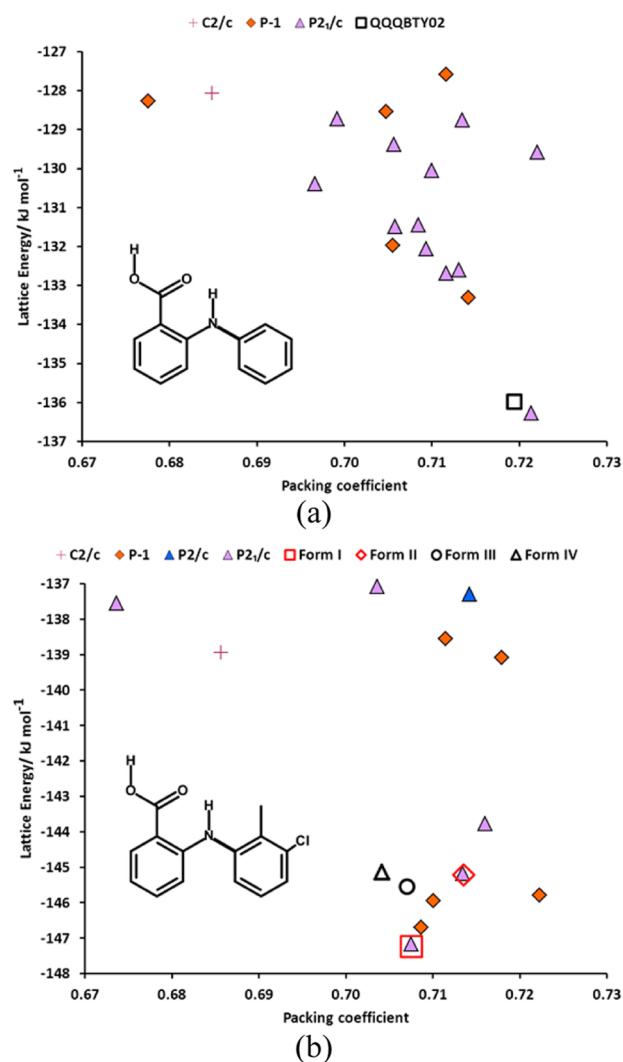 C2/c P-1 P2₁/c QQQBTY02
-127
-128
-129
-130
-131
-132
-133
-134
-135
-136
-137
Lattice Energy/ kJ mol⁻¹
0.67 0.68 0.69 0.70 0.71 0.72 0.73
Packing coefficient
H
O O H
N
(a)
C2/c P-1 P2/c P2₁/c Form I Form II Form III Form IV
-137
-138
-139
-140
-141
-142
-143
-144
-145
-146
-147
-148
Lattice Energy/ kJ mol⁻¹
0.67 0.68 0.69 0.70 0.71 0.72 0.73
Packing coefficient
H
O O H
N Cl
(b)